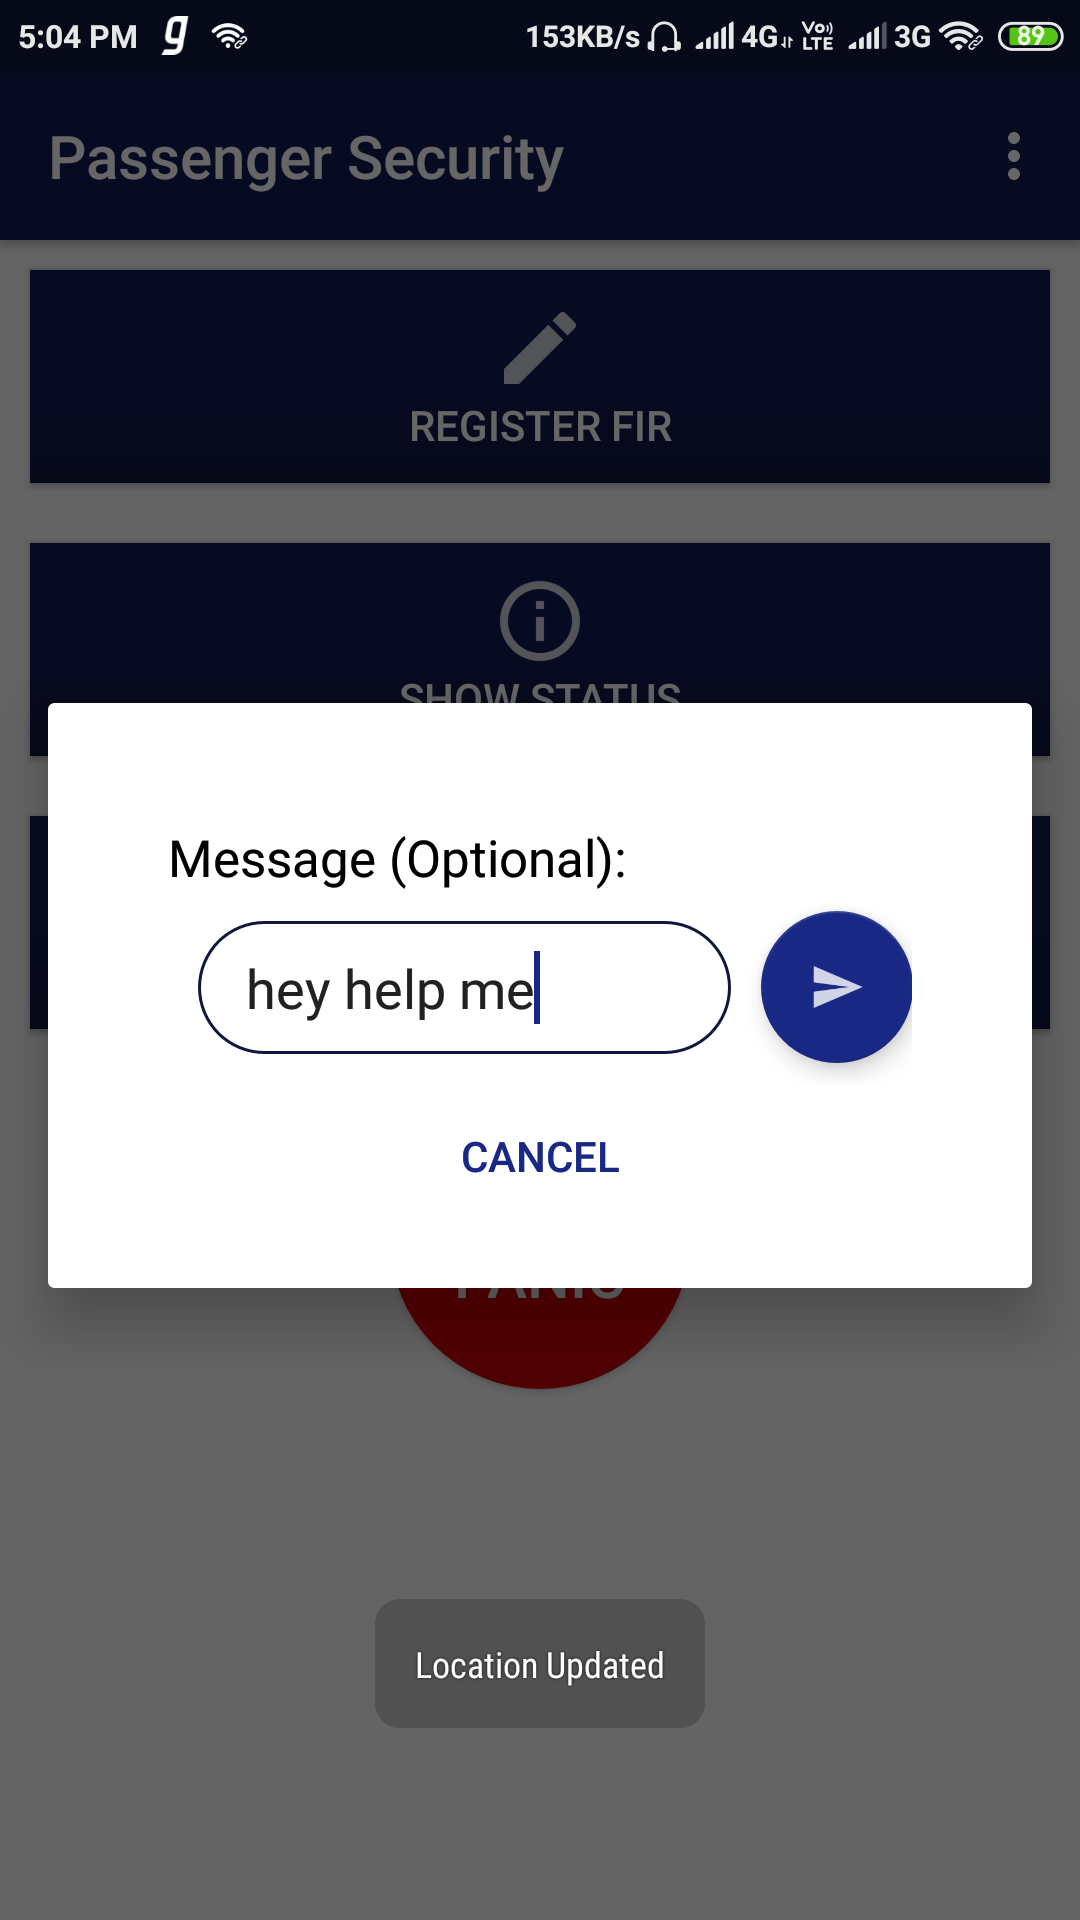 5:04 PM g 153KB/s 4G Vo)) LTE 3G 89
Passenger Security
REGISTER FIR
SHOW STATUS
Message (Optional):
hey help me
CANCEL
PANIC
Location Updated